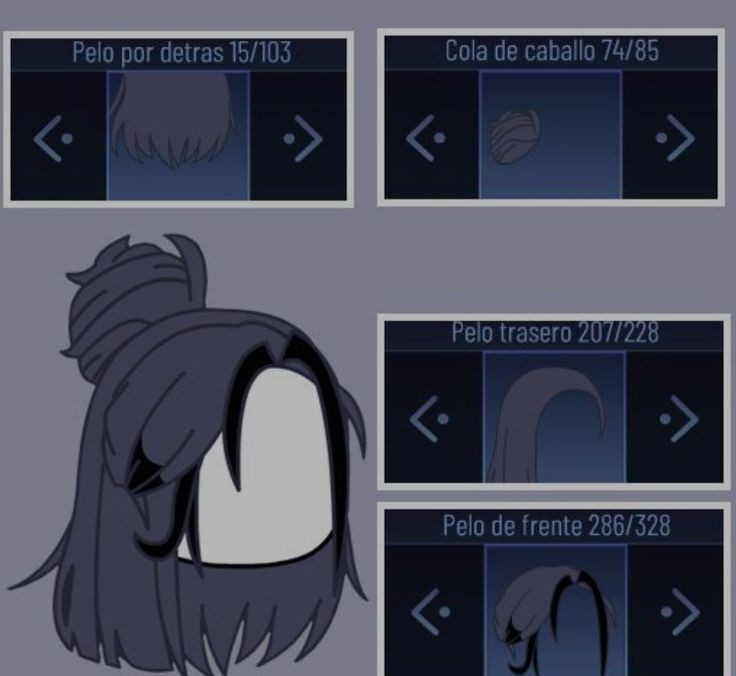 Pelo por detras 15/103
Cola de caballo 74/85
Pelo trasero 207/228
Pelo de frente 286/328